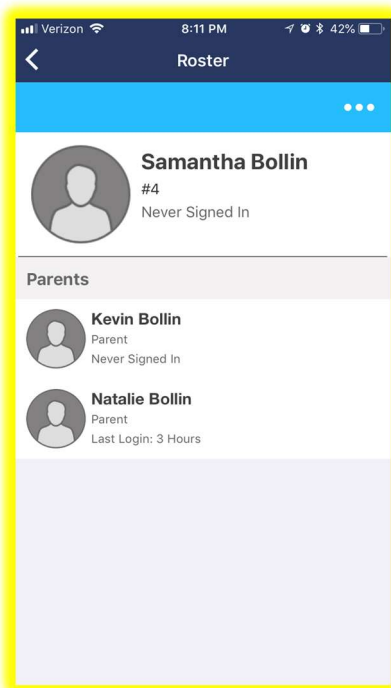 Verizon 8:11 PM 42%
Roster
Samantha Bollin
#4
Never Signed In
Parents
Kevin Bollin
Parent
Never Signed In
Natalie Bollin
Parent
Last Login: 3 Hours